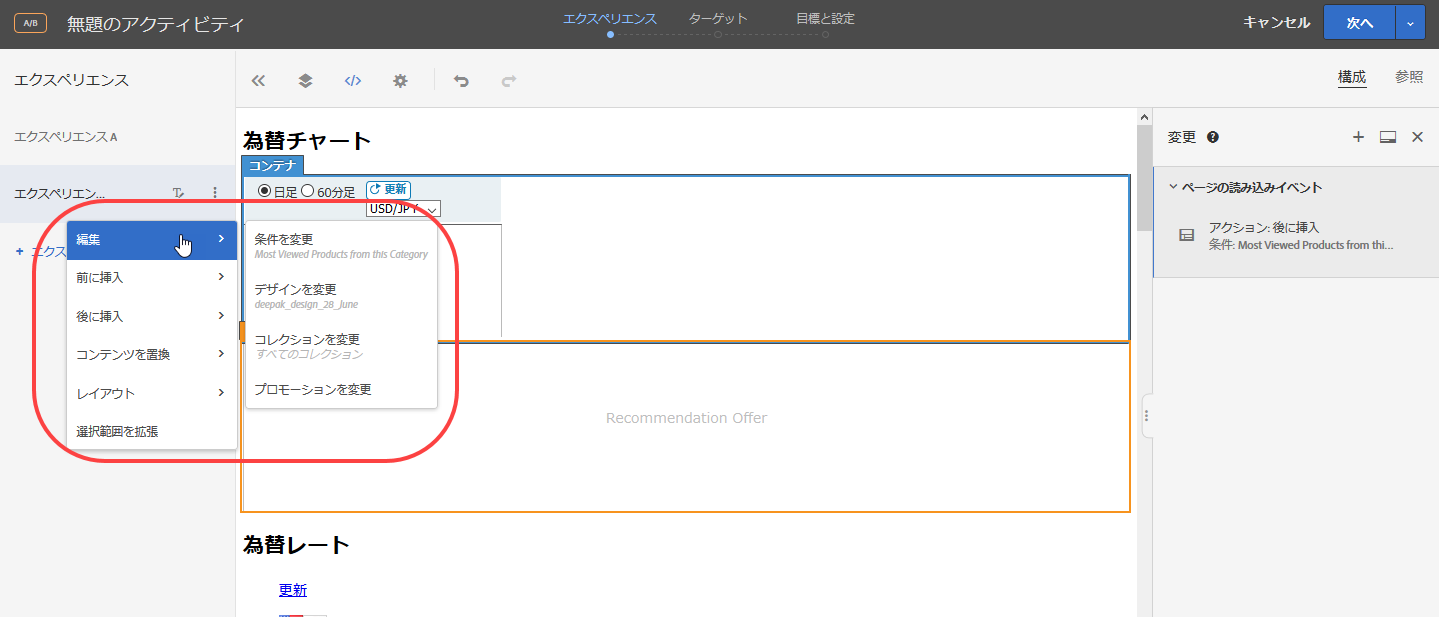 A/B
無題のアクティビティ
エクスペリエンス
ターゲット
目標と設定
キャンセル
次へ
エクスペリエンス
構成
参照
エクスペリエンス A
エクスペリエン...
+ エクス
為替チャート
コンテナ
日足
60分足
更新
USD/JPY
編集
前に挿入
後に挿入
コンテンツを置換
レイアウト
選択範囲を拡張
条件を変更
Most Viewed Products from this Category
デザインを変更
deepak_design_28_June
コレクションを変更
すべてのコレクション
プロモーションを変更
Recommendation Offer
為替レート
更新
変更
ページの読み込みイベント
アクション: 後に挿入
条件: Most Viewed Products from thi...